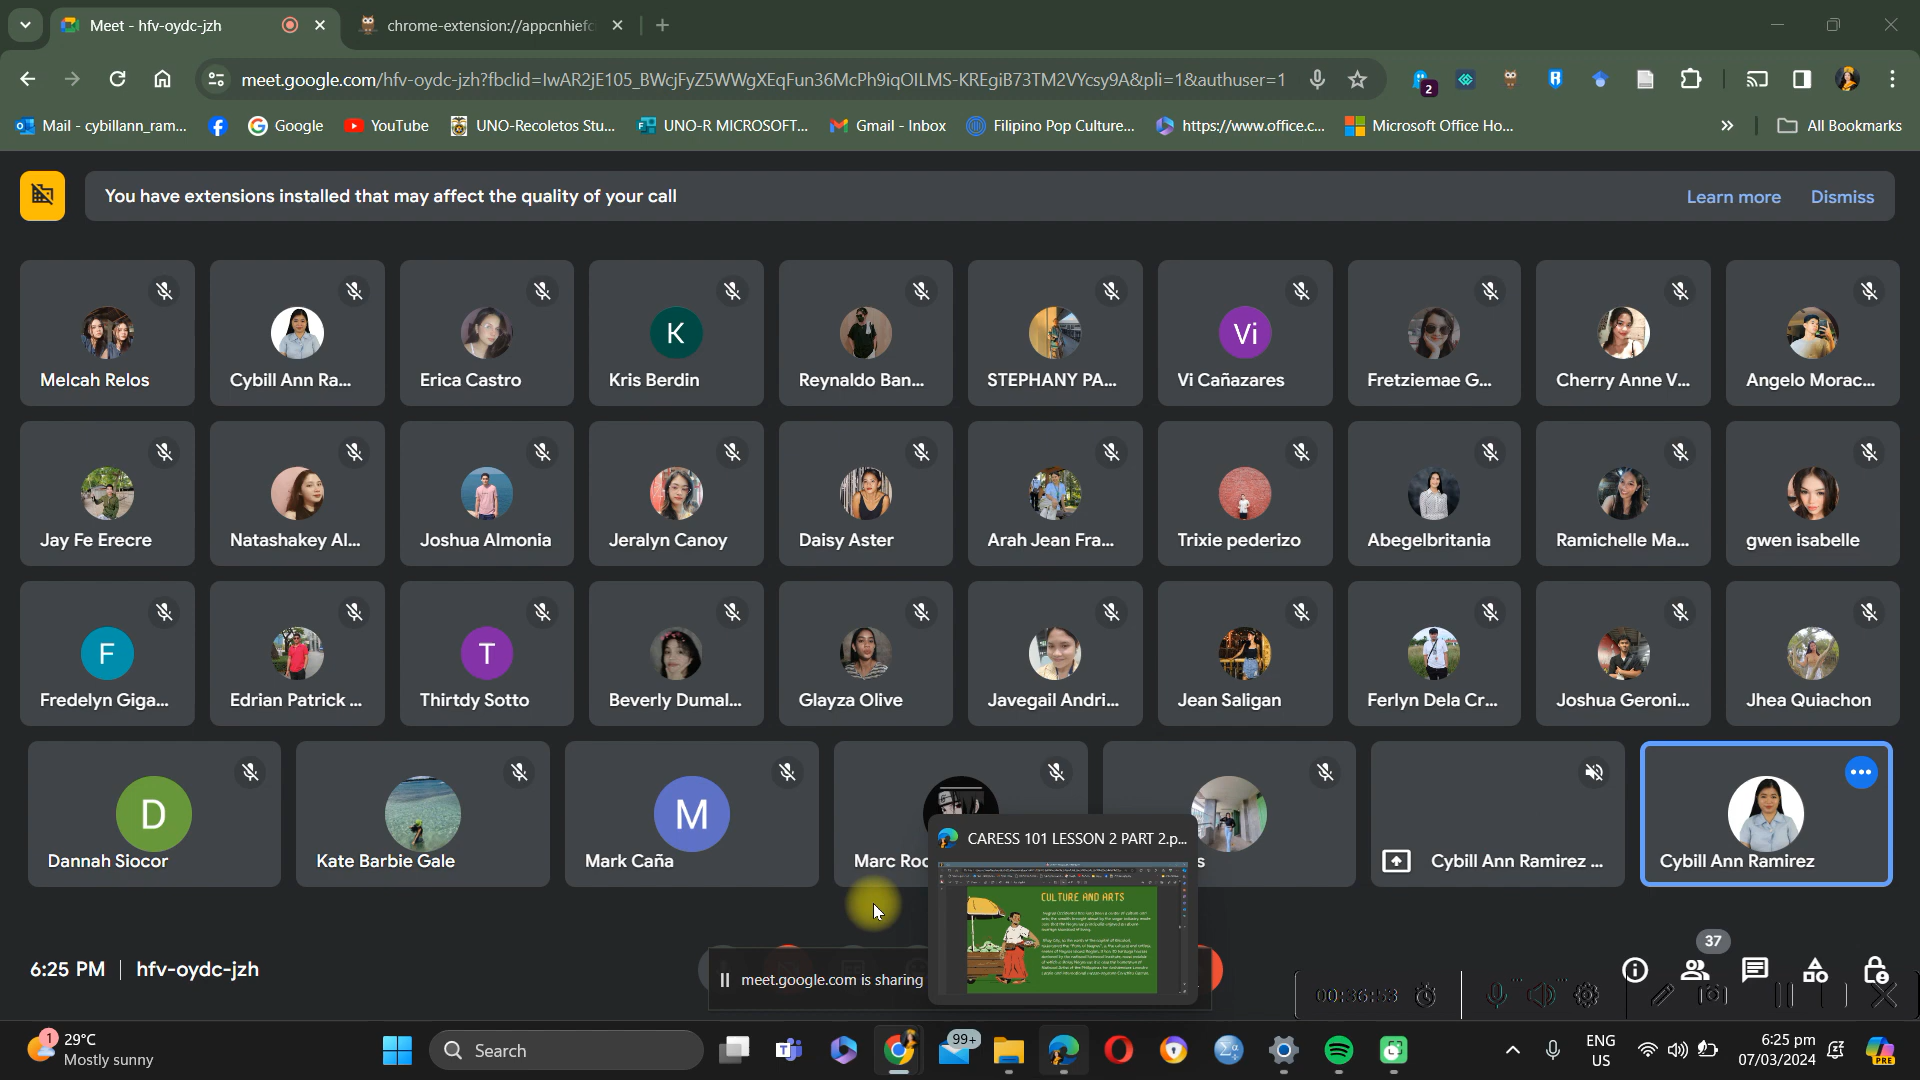 Meet - hfv-oydc-jzh
chrome-extension://appcnhiefc
meet.google.com/hfv-oydc-jzh?fbclid=IwAR2jE105_BWcjFyZ5WWgXEqFun36McPh9iqOILMS-KREgiB73TM2VYcsy9A&pli=1&authuser=1
2
Mail - cybillann_ram...
Google
YouTube
UNO-Recoletos Stu...
UNO-R MICROSOFT...
Gmail - Inbox
Filipino Pop Culture...
https://www.office.c...
Microsoft Office Ho...
All Bookmarks
You have extensions installed that may affect the quality of your call
Learn more
Dismiss
K
Vi
Melcah Relos
Cybill Ann Ra...
Erica Castro
Kris Berdin
Reynaldo Ban...
STEPHANY PA...
Vi Cañazares
Fretziemae G...
Cherry Anne V...
Angelo Morac...
Jay Fe Erecre
Natashakey Al...
Joshua Almonia
Jeralyn Canoy
Daisy Aster
Arah Jean Fra...
Trixie pederizo
Abegelbritania
Ramichelle Ma...
gwen isabelle
F
T
Fredelyn Giga...
Edrian Patrick ...
Thirtdy Sotto
Beverly Dumal...
Glayza Olive
Javegail Andri...
Jean Saligan
Ferlyn Dela Cr...
Joshua Geroni...
Jhea Quiachon
D
M
Dannah Siocor
Kate Barbie Gale
Mark Caña
Marc Roc
s
Cybill Ann Ramirez ...
Cybill Ann Ramirez
CARESS 101 LESSON 2 PART 2.p...
CULTURE AND ARTS
6:25 PM
hfv-oydc-jzh
meet.google.com is sharing
37
00:36:53
1
29°C
Mostly sunny
Search
99+
PRE
ENG
US
6:25 pm
07/03/2024